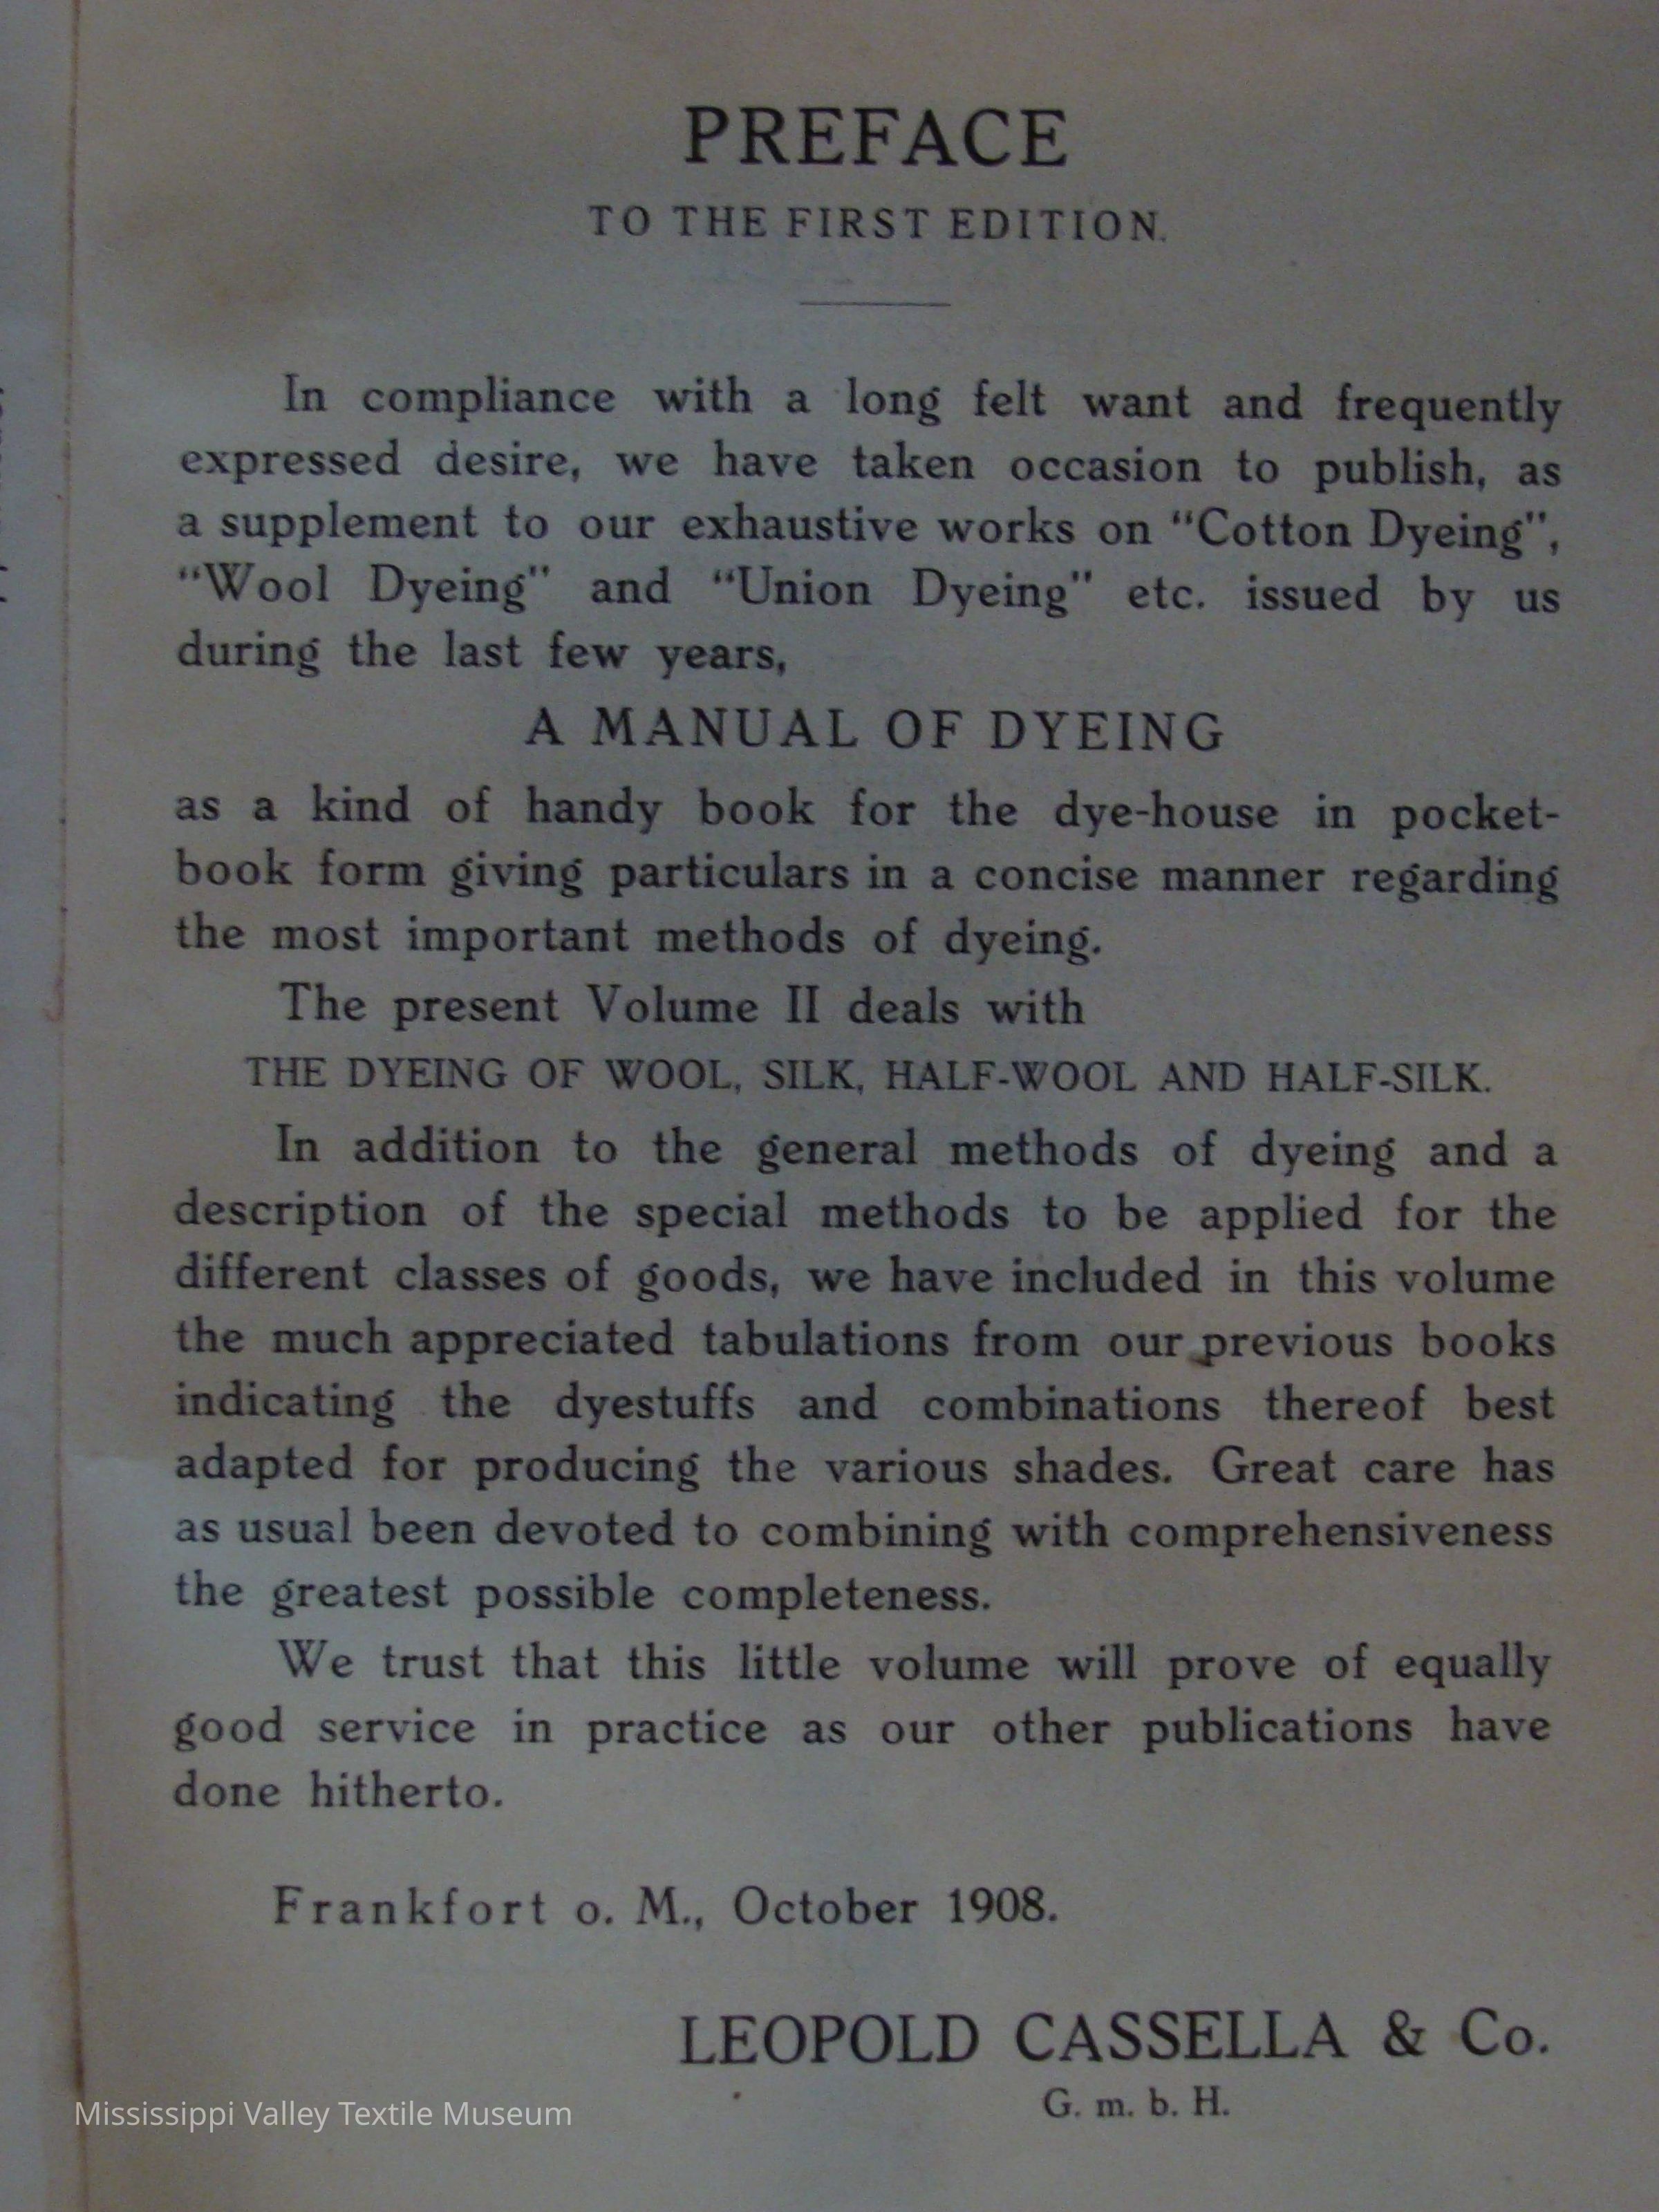 PREFACE
TO THE FIRST EDITION.
In compliance with a long felt want and frequently
expressed desire, we have taken occasion to publish, as
a supplement to our exhaustive works on “Cotton Dyeing”,
“Wool Dyeing” and “Union Dyeing” etc. issued by us
during the last few years,
A MANUAL OF DYEING
as a kind of handy book for the dye-house in pocket-
book form giving particulars in a concise manner regarding
the most important methods of dyeing.
The present Volume II deals with
THE DYEING OF WOOL, SILK, HALF-WOOL AND HALF-SILK.
In addition to the general methods of dyeing and a
description of the special methods to be applied for the
different classes of goods, we have included in this volume
the much appreciated tabulations from our previous books
indicating the dyestuffs and combinations thereof best
adapted for producing the various shades. Great care has
as usual been devoted to combining with comprehensiveness
the greatest possible completeness.
We trust that this little volume will prove of equally
good service in practice as our other publications have
done hitherto.
Frankfort o. M., October 1908.
LEOPOLD CASSELLA & Co.
G. m. b. H.
Mississippi Valley Textile Museum